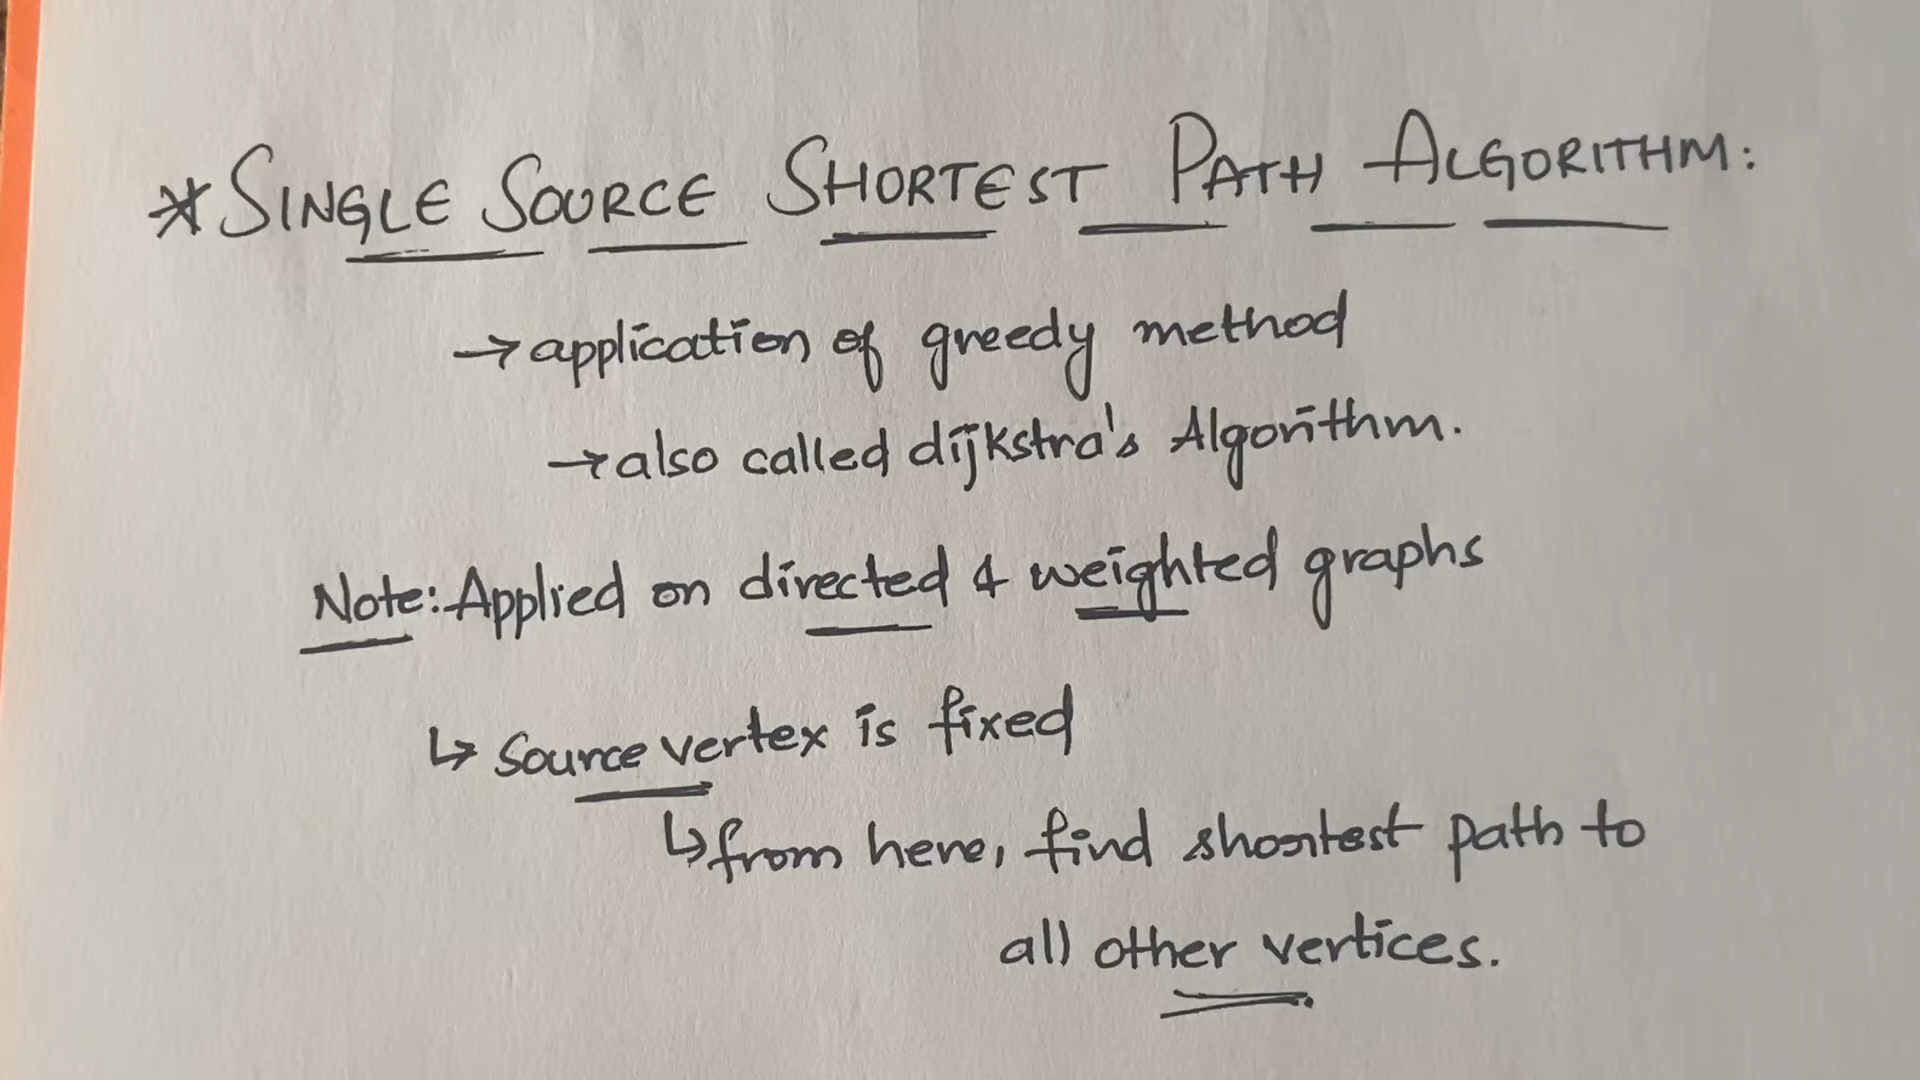 * SINGLE SOURCE SHORTEST PATH ALGORITHM:
→ application of greedy method
→ also called dijkstra's Algorithm.
Note: Applied on directed & weighted graphs
↳ Source vertex is fixed
↳ from here, find shortest path to
all other vertices.